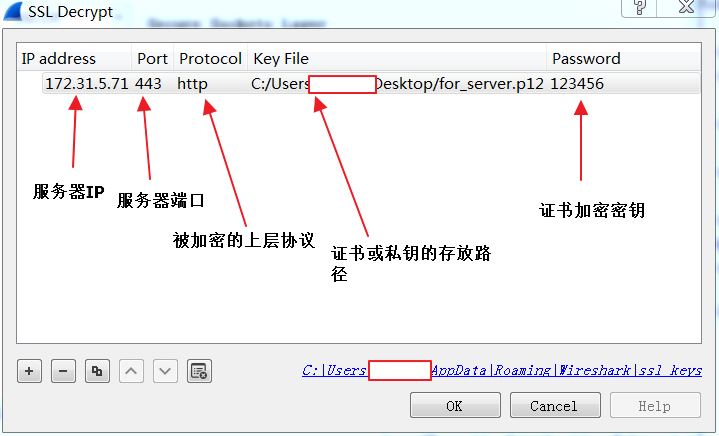 SSL Decrypt
IP address Port Protocol Key File Password
172.31.5.71 443 http C:/Users Desktop/for_server.p12 123456
服务器IP
服务器端口
被加密的上层协议
证书或私钥的存放路
径
证书加密密钥
C:|Users AppData|Roaming|Wireshark|ssl_keys
OK Cancel Help